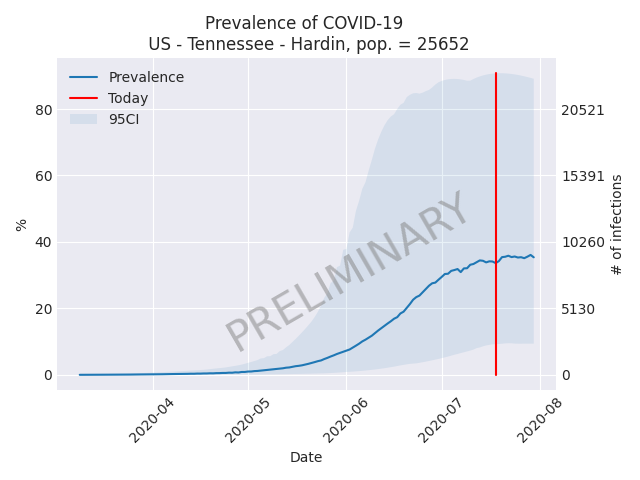 Prevalence of COVID-19
US - Tennessee - Hardin, pop. = 25652
Prevalence
Today
95CI
80
60
40
20
0
%
20521
15391
10260
5130
0
# of infections
PRELIMINARY
2020-04
2020-05
2020-06
2020-07
2020-08
Date